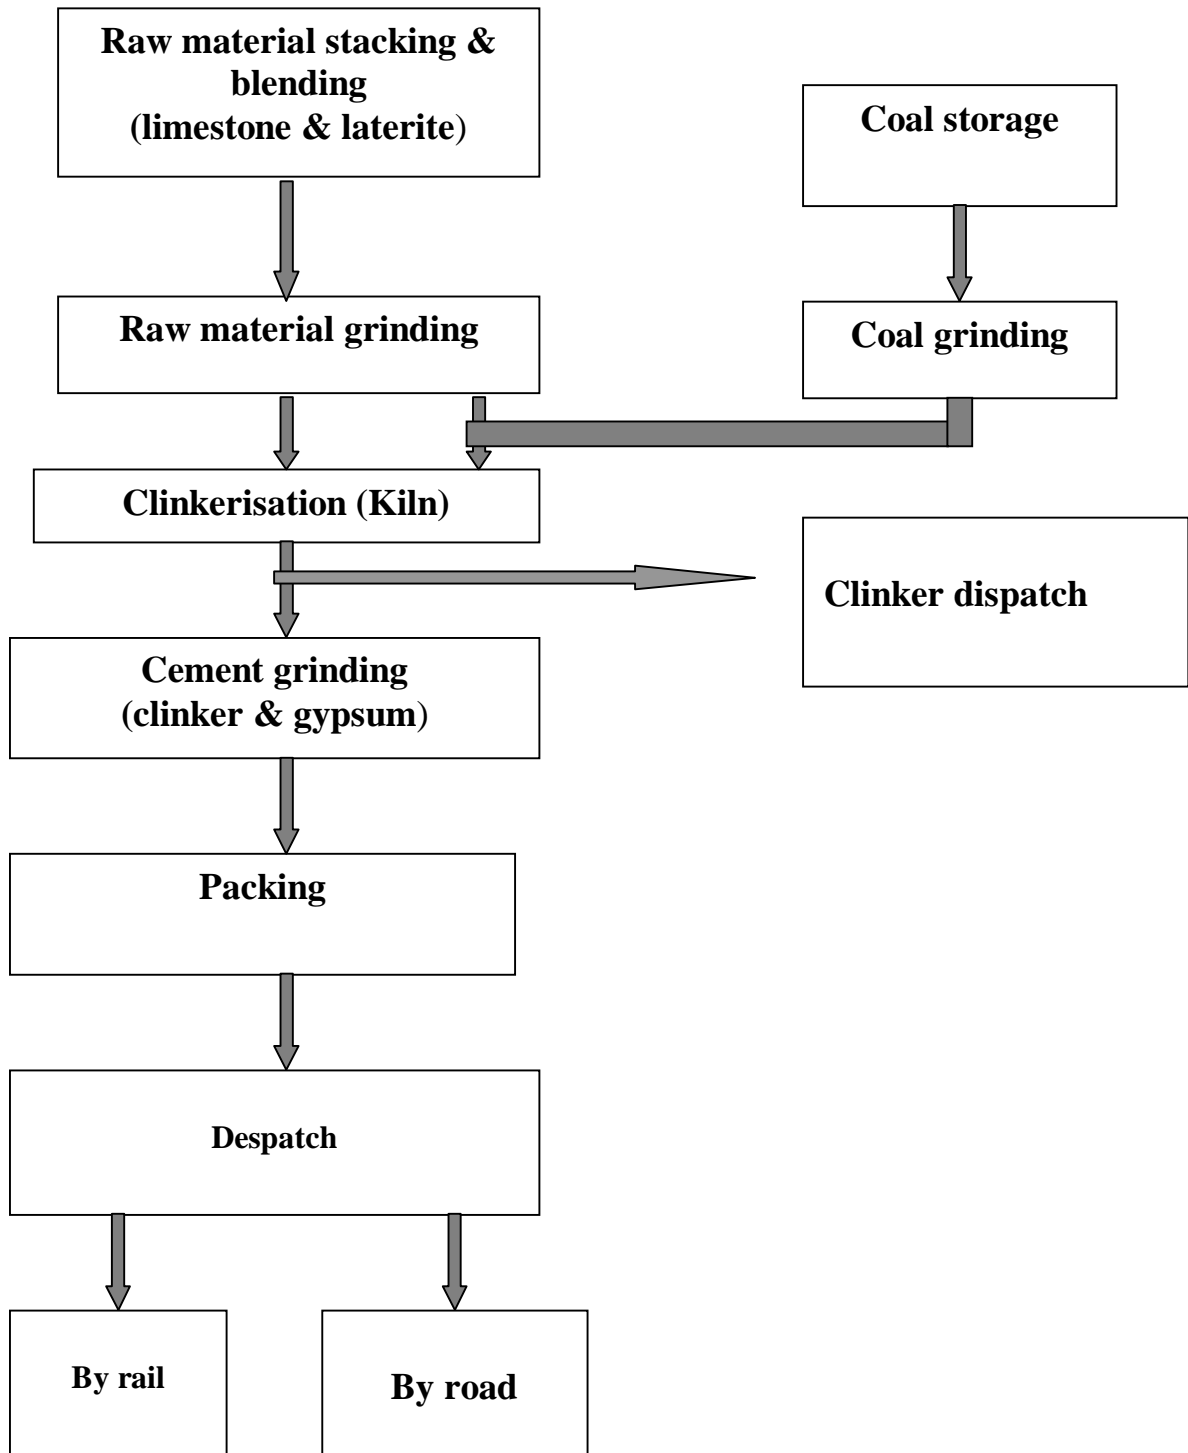 Raw material stacking &
blending
(limestone & laterite)
Coal storage
Raw material grinding
Coal grinding
Clinkerisation (Kiln)
Clinker dispatch
Cement grinding
(clinker & gypsum)
Packing
Despatch
By rail
By road